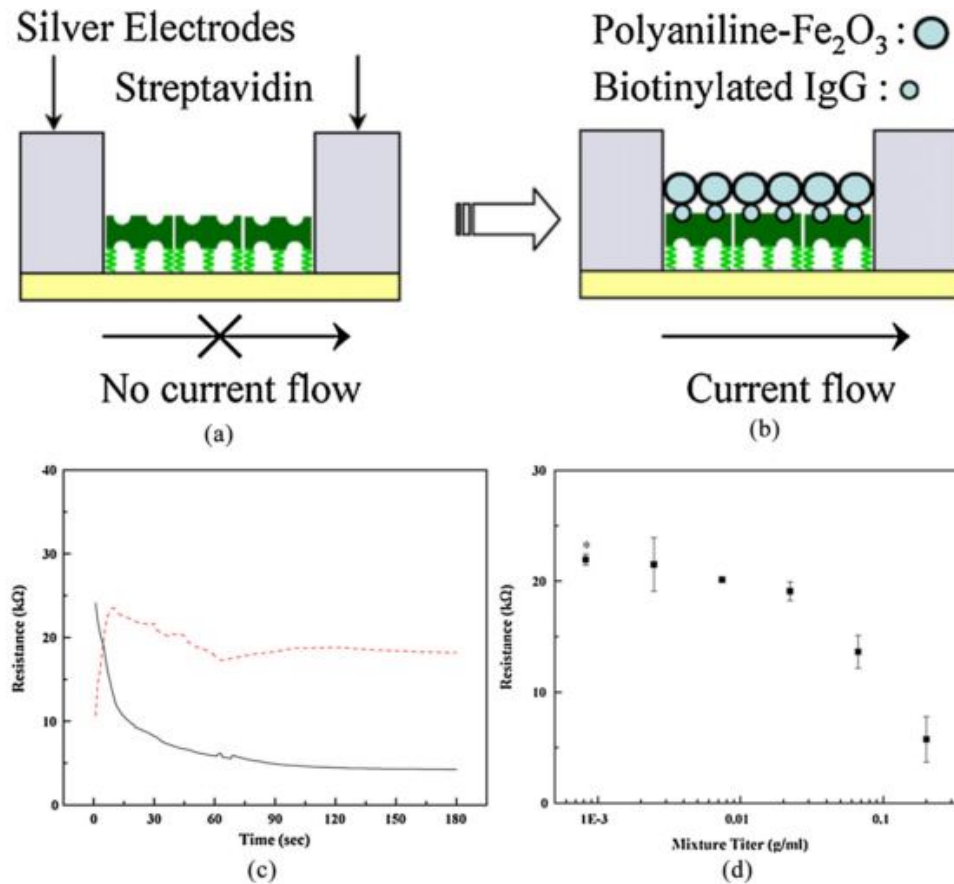 Silver Electrodes
Streptavidin
No current flow
(a)
Polyaniline-Fe₂O₃ :
Biotinylated IgG :
Current flow
(b)
40
30
20
10
0
Resistance (kΩ)
0 30 60 90 120 150 180
Time (sec)
(c)
30
20
10
0
Resistance (kΩ)
*
1E-3 0.01 0.1
Mixture Titer (g/ml)
(d)